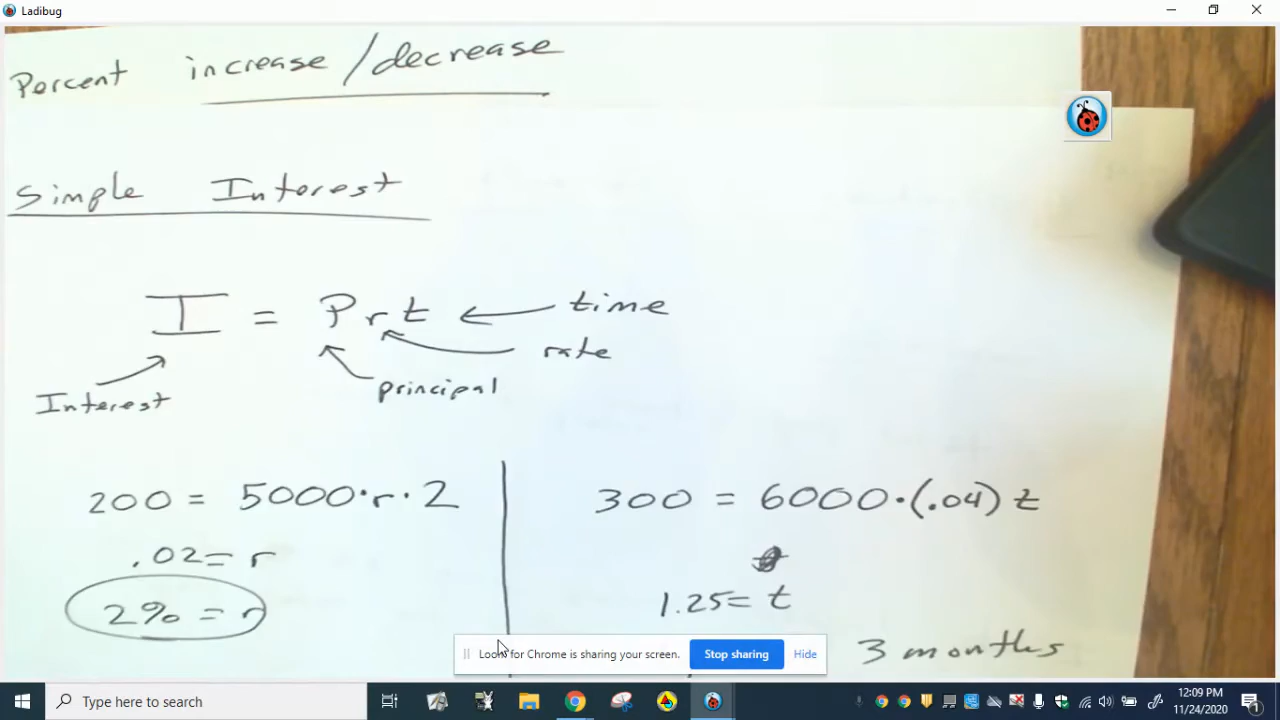 Ladibug
Percent increase/decrease
Simple Interest
I = Prt ← time
rate
principal
Interest
200 = 5000·r·2
.02 = r
2% = r
300 = 6000·(.04)t
1.25 = t
3 months
Look for Chrome is sharing your screen. Stop sharing Hide
Type here to search
12:09 PM
11/24/2020
1